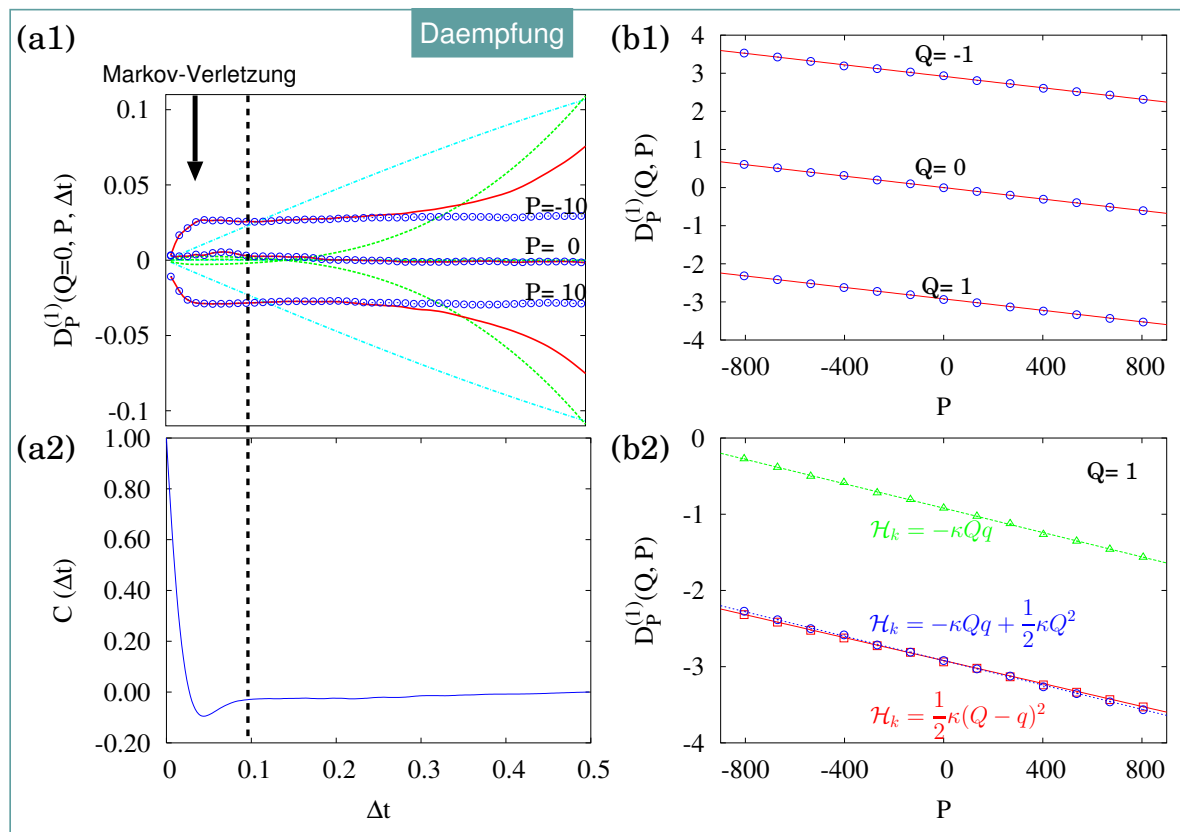 Daempfung
(a1)
Markov-Verletzung
0.1
0.05
0
-0.05
-0.1
D_P^(1)(Q=0, P, Δt)
P=-10
P= 0
P= 10
(a2)
1.00
0.80
0.60
0.40
0.20
0.00
-0.20
C (Δt)
0 0.1 0.2 0.3 0.4 0.5
Δt
(b1)
4
3
2
1
0
-1
-2
-3
-4
D_P^(1)(Q, P)
Q= -1
Q= 0
Q= 1
-800 -400 0 400 800
P
(b2)
0
-1
-2
-3
-4
D_P^(1)(Q, P)
Q= 1
ℋ_k = −κQq
ℋ_k = −κQq + 1/2 κQ²
ℋ_k = 1/2 κ(Q − q)²
-800 -400 0 400 800
P